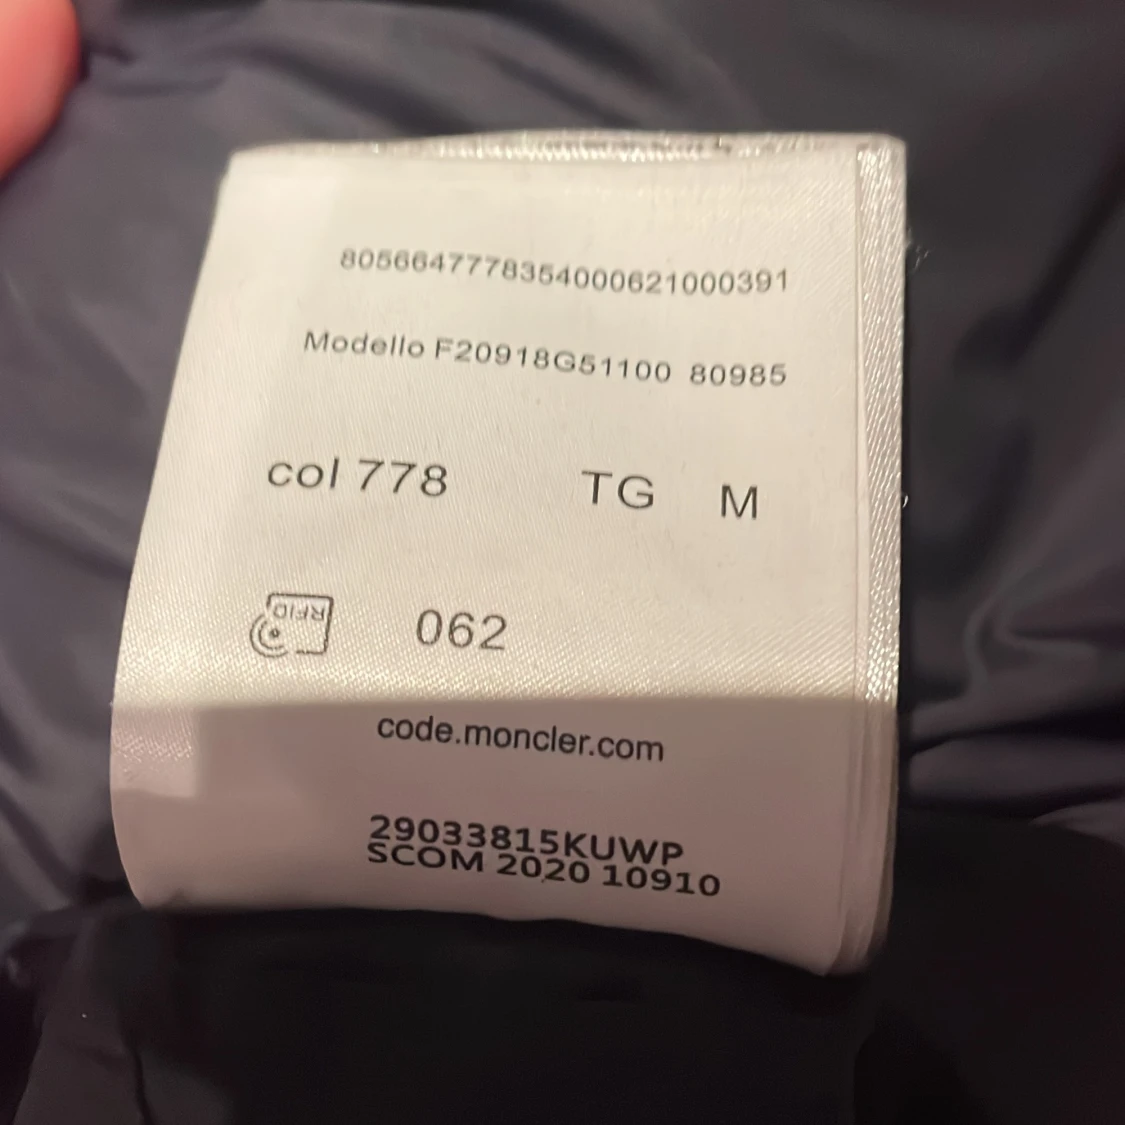 8056647778354000621000391
Modello F20918G51100 80985
col 778 TG M
RFID 062
code.moncler.com
29033815KUWP
SCOM 2020 10910